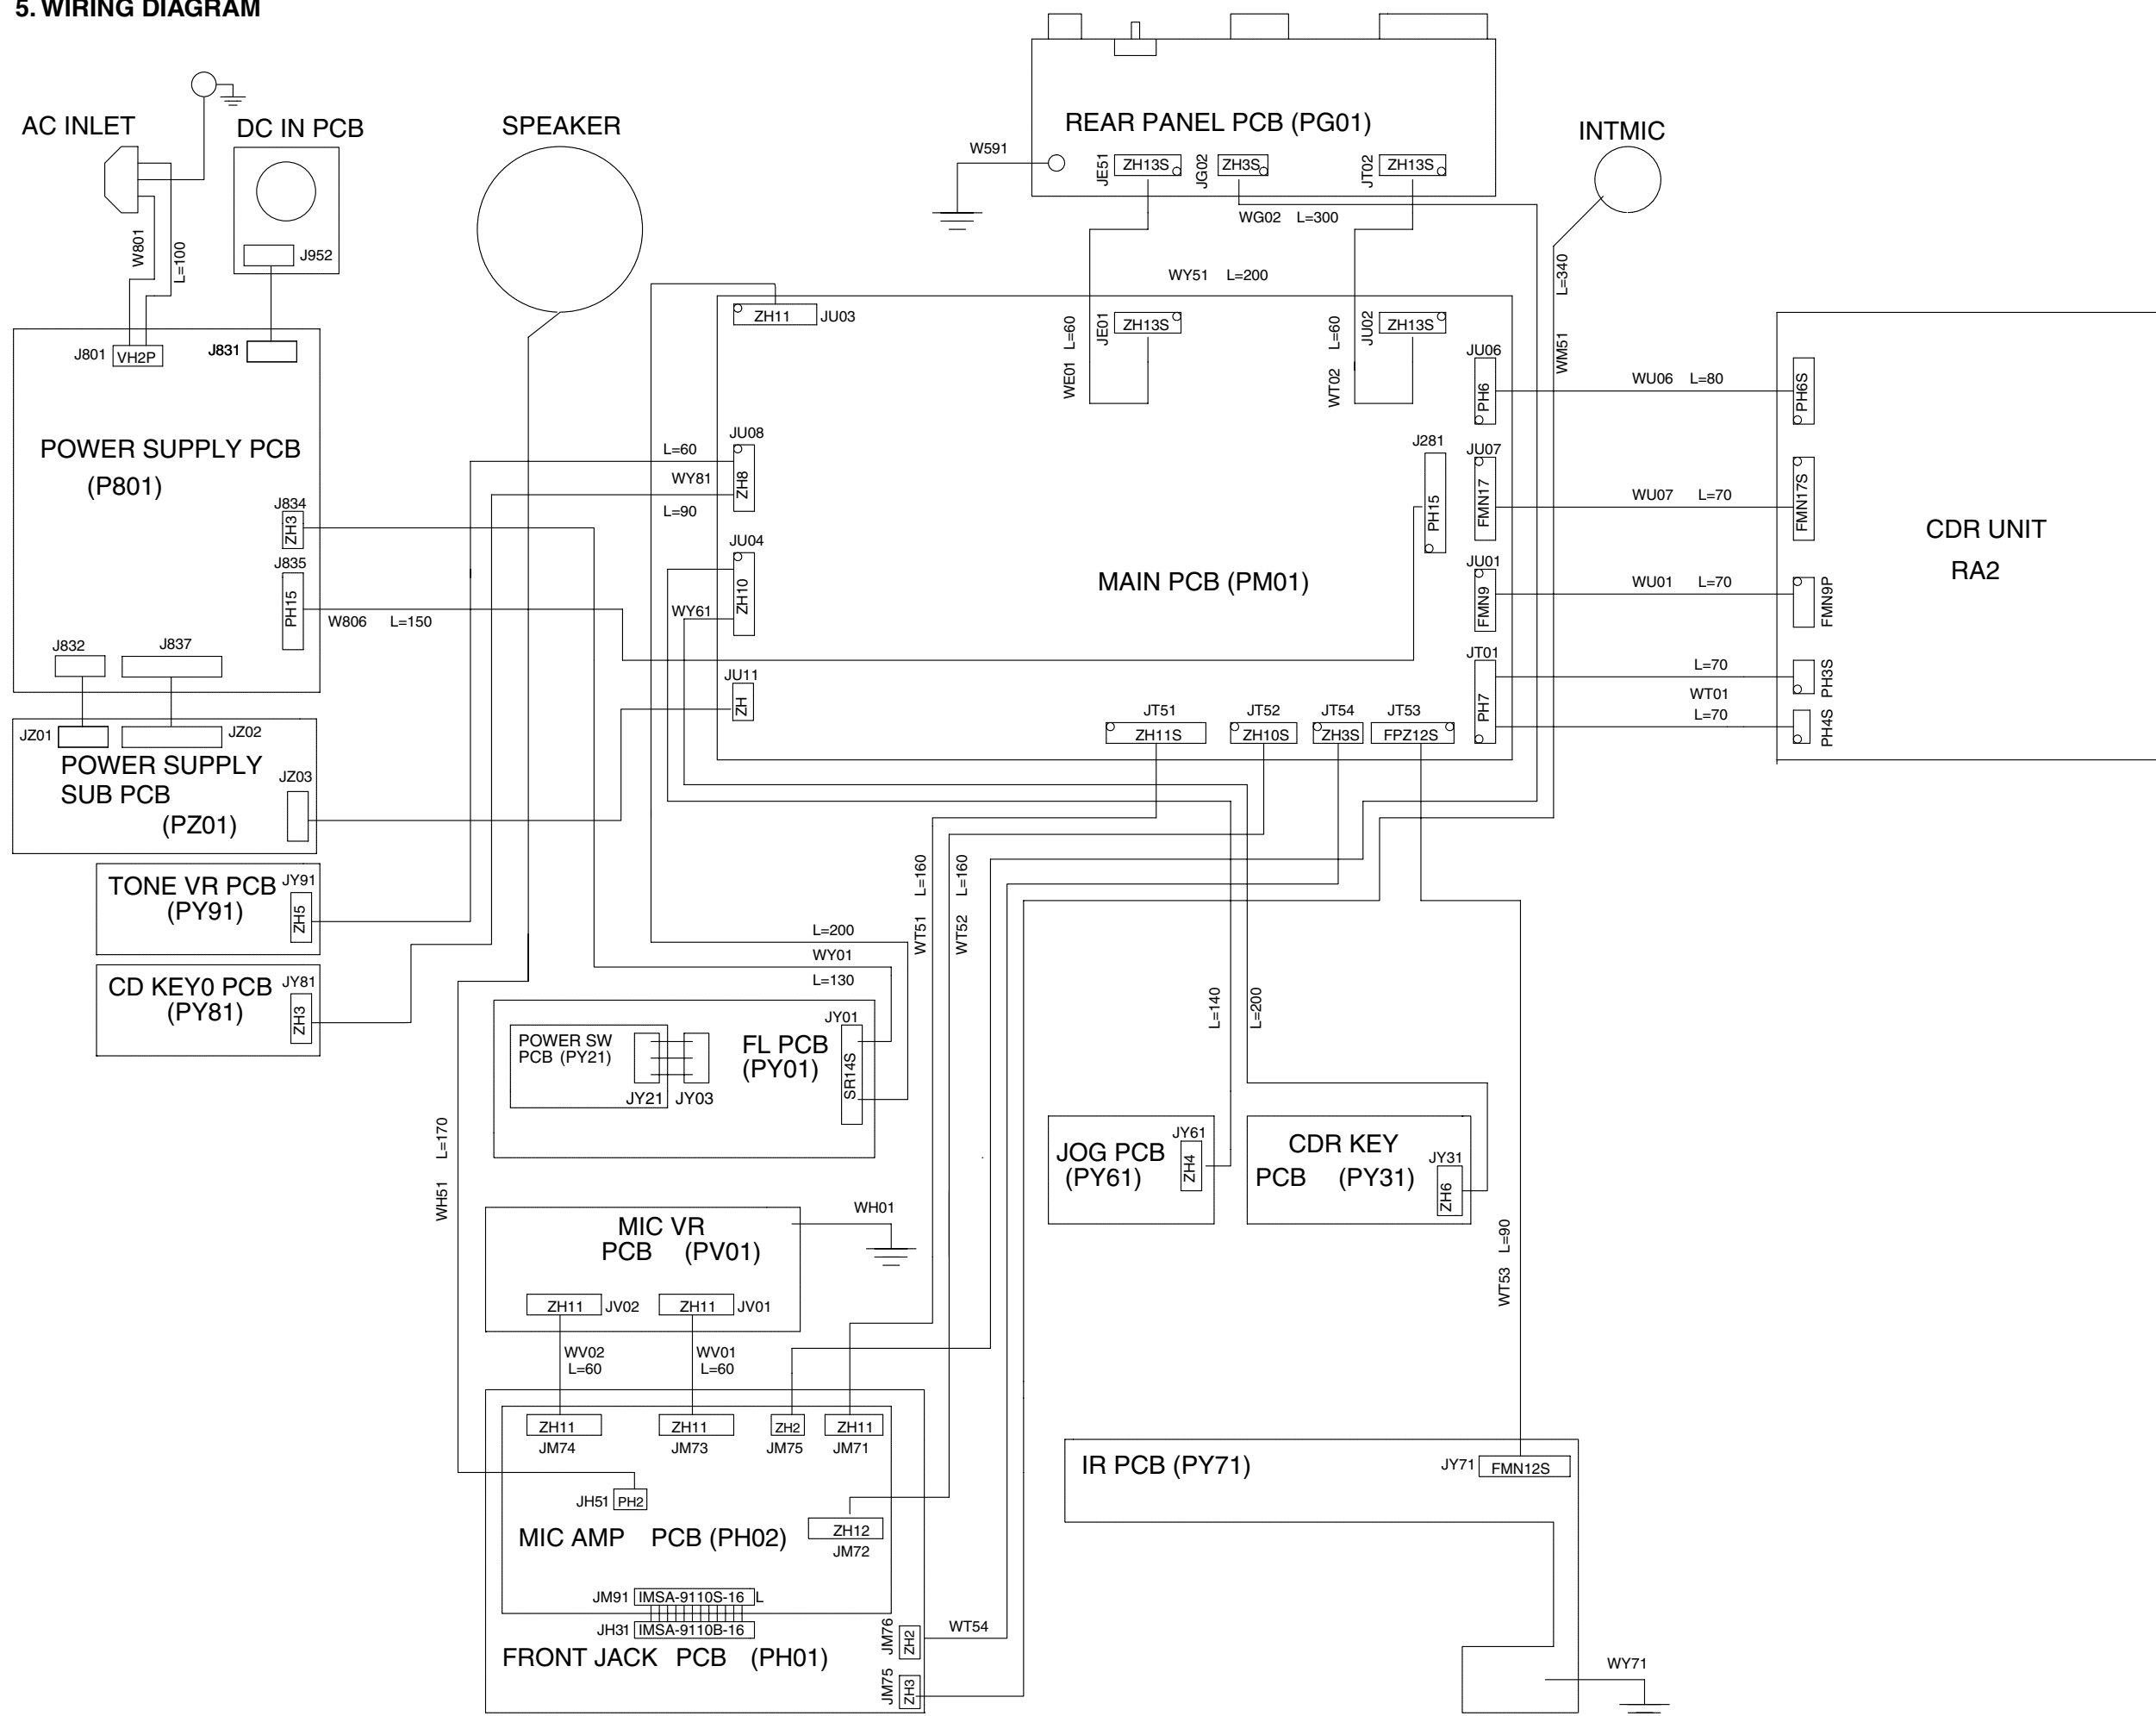 5. WIRING DIAGRAM
AC INLET
DC IN PCB
SPEAKER
REAR PANEL PCB (PG01)
INTMIC
W591
JE51
ZH13S
JG02
ZH3S
JT02
ZH13S
WG02 L=300
W801
L=100
J952
WY51 L=200
L=340
WM51
ZH11
JU03
WE01 L=60
JE01
ZH13S
WT02 L=60
JU02
ZH13S
J801
VH2P
J831
JU06
PH6
WU06 L=80
PH6S
POWER SUPPLY PCB
(P801)
JU08
L=60
WY81
ZH8
L=90
J281
PH15
JU07
FMN17
WU07 L=70
FMN17S
J834
ZH3
J835
PH15
W806 L=150
JU04
ZH10
WY61
MAIN PCB (PM01)
JU01
FMN9
WU01 L=70
FMN9P
CDR UNIT
RA2
J832
J837
JU11
ZH
JT01
PH7
L=70
PH3S
WT01
L=70
PH4S
JT51
ZH11S
JT52
ZH10S
JT54
ZH3S
JT53
FPZ12S
JZ01
JZ02
POWER SUPPLY
SUB PCB
(PZ01)
JZ03
TONE VR PCB
(PY91)
JY91
ZH5
WT51 L=160
WT52 L=160
CD KEY0 PCB
(PY81)
JY81
ZH3
L=200
WY01
L=130
L=140
L=200
POWER SW
PCB (PY21)
JY21
JY03
FL PCB
(PY01)
JY01
SR14S
WH51 L=170
JOG PCB
(PY61)
JY61
ZH4
CDR KEY
PCB (PY31)
JY31
ZH6
MIC VR
PCB (PV01)
WH01
WT53 L=90
ZH11
JV02
ZH11
JV01
WV02
L=60
WV01
L=60
ZH11
JM74
ZH11
JM73
ZH2
JM75
ZH11
JM71
IR PCB (PY71)
JY71
FMN12S
JH51
PH2
MIC AMP PCB (PH02)
ZH12
JM72
JM91
IMSA-9110S-16
L
JH31
IMSA-9110B-16
FRONT JACK PCB (PH01)
JM76
ZH2
WT54
JM75
ZH3
WY71